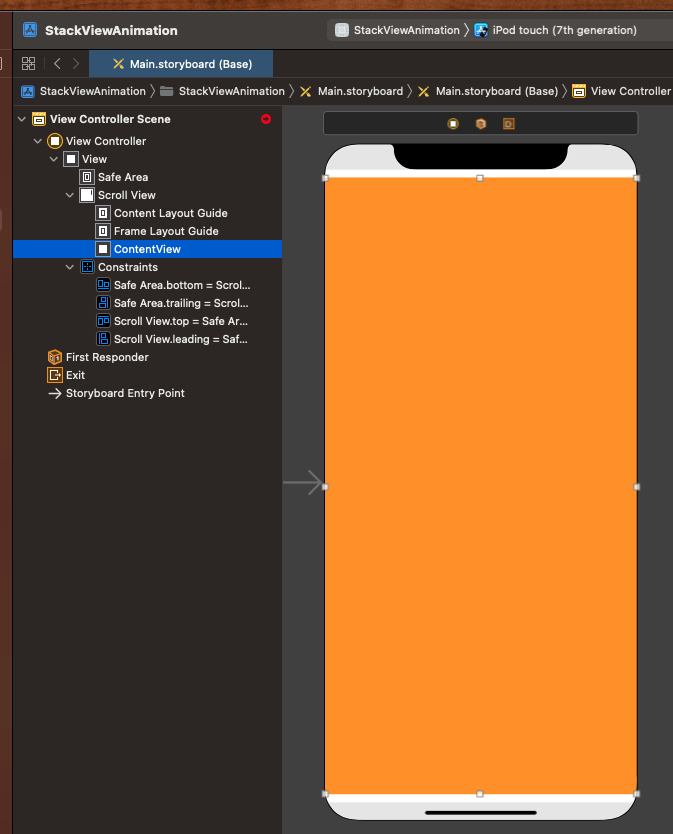 StackViewAnimation
StackViewAnimation
iPod touch (7th generation)
Main.storyboard (Base)
StackViewAnimation
StackViewAnimation
Main.storyboard
Main.storyboard (Base)
View Controller
View Controller Scene
View Controller
View
Safe Area
Scroll View
Content Layout Guide
Frame Layout Guide
ContentView
Constraints
Safe Area.bottom = Scrol...
Safe Area.trailing = Scrol...
Scroll View.top = Safe Ar...
Scroll View.leading = Saf...
First Responder
Exit
Storyboard Entry Point